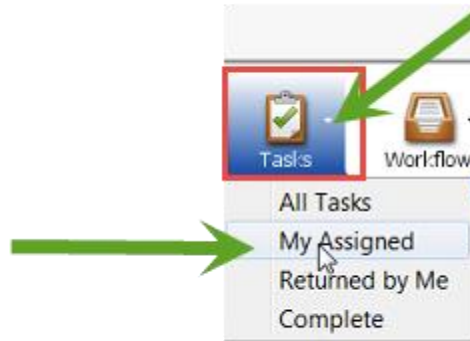 Tasks
Workflow
All Tasks
My Assigned
Returned by Me
Complete